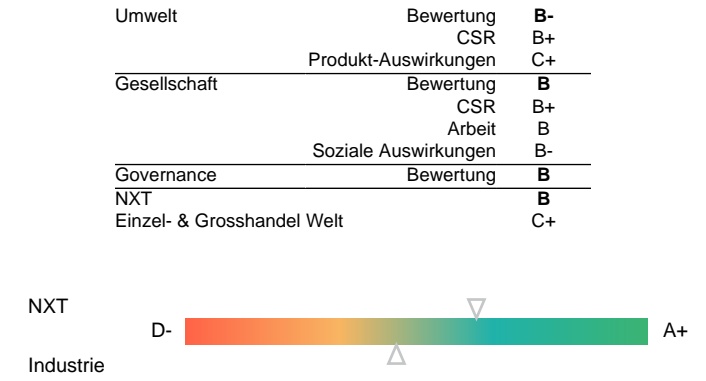 Umwelt Bewertung B-
CSR B+
Produkt-Auswirkungen C+
Gesellschaft Bewertung B
CSR B+
Arbeit B
Soziale Auswirkungen B-
Governance Bewertung B
NXT B
Einzel- & Grosshandel Welt C+
NXT
D- A+
Industrie